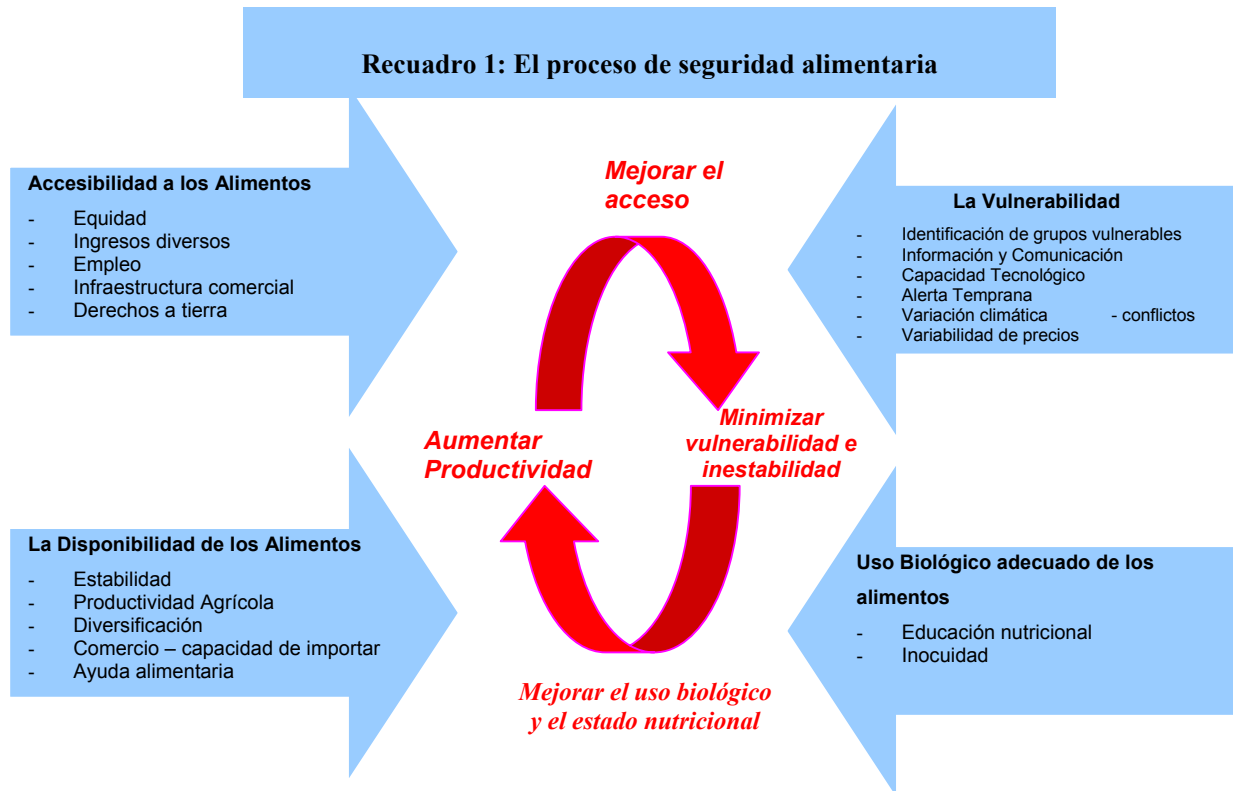 Recuadro 1: El proceso de seguridad alimentaria
Accesibilidad a los Alimentos
- Equidad
- Ingresos diversos
- Empleo
- Infraestructura comercial
- Derechos a tierra
Mejorar el
acceso
La Vulnerabilidad
- Identificación de grupos vulnerables
- Información y Comunicación
- Capacidad Tecnológico
- Alerta Temprana
- Variación climática - conflictos
- Variabilidad de precios
Aumentar
Productividad
Minimizar
vulnerabilidad e
inestabilidad
La Disponibilidad de los Alimentos
- Estabilidad
- Productividad Agrícola
- Diversificación
- Comercio – capacidad de importar
- Ayuda alimentaria
Uso Biológico adecuado de los
alimentos
- Educación nutricional
- Inocuidad
Mejorar el uso biológico
y el estado nutricional